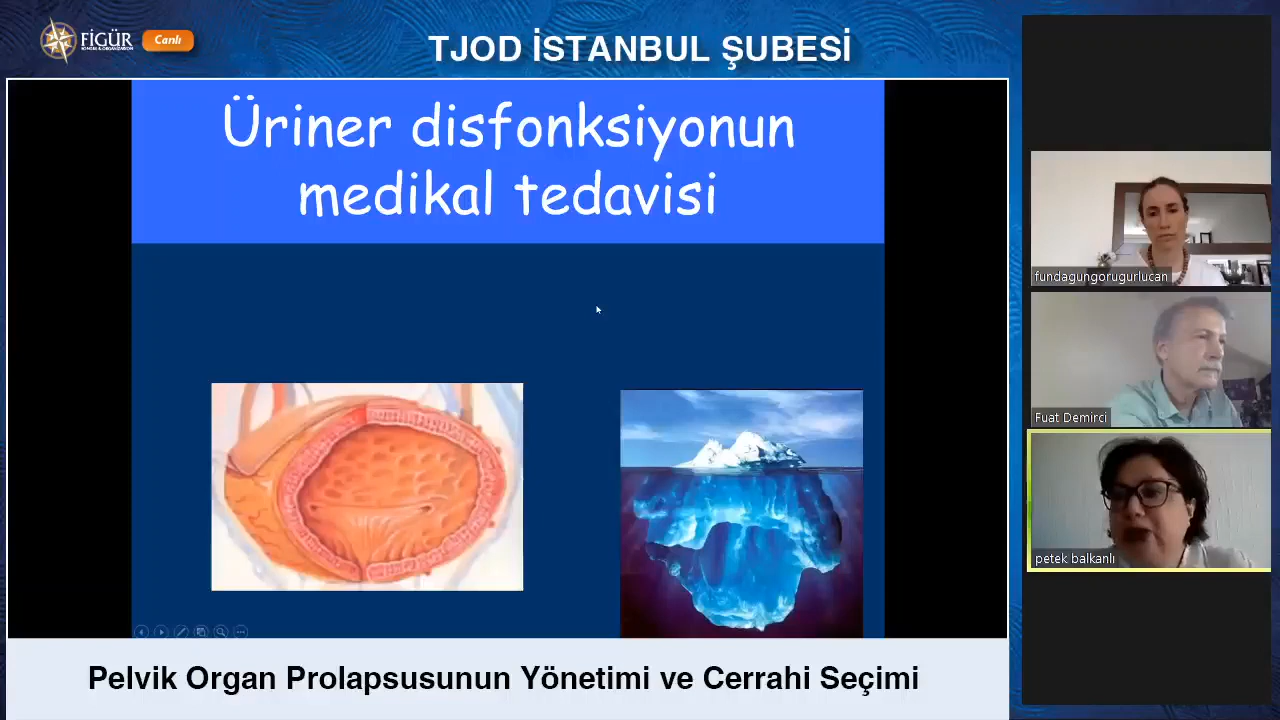 FİGÜR
Canlı
TJOD İSTANBUL ŞUBESİ
Üriner disfonksiyonun
medikal tedavisi
fundagungorugurlucan
Fuat Demirci
petek balkanlı
Pelvik Organ Prolapsusunun Yönetimi ve Cerrahi Seçimi